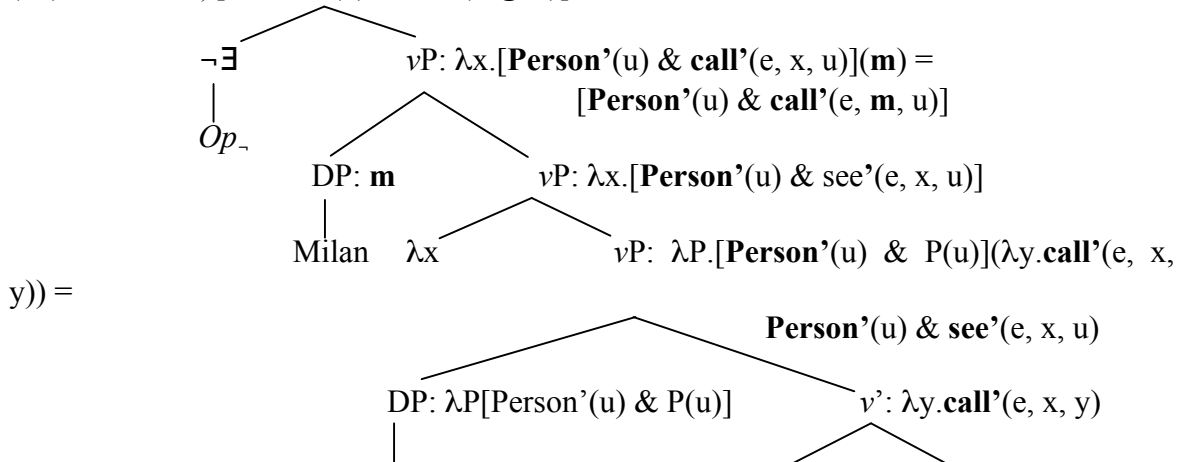 ¬∃ vP: λx.[Person’(u) & call’(e, x, u)](m) =
[Person’(u) & call’(e, m, u)]
Op¬
DP: m vP: λx.[Person’(u) & see’(e, x, u)]
Milan λx vP: λP.[Person’(u) & P(u)](λy.call’(e, x,
y)) =
Person’(u) & see’(e, x, u)
DP: λP[Person’(u) & P(u)] v’: λy.call’(e, x, y)